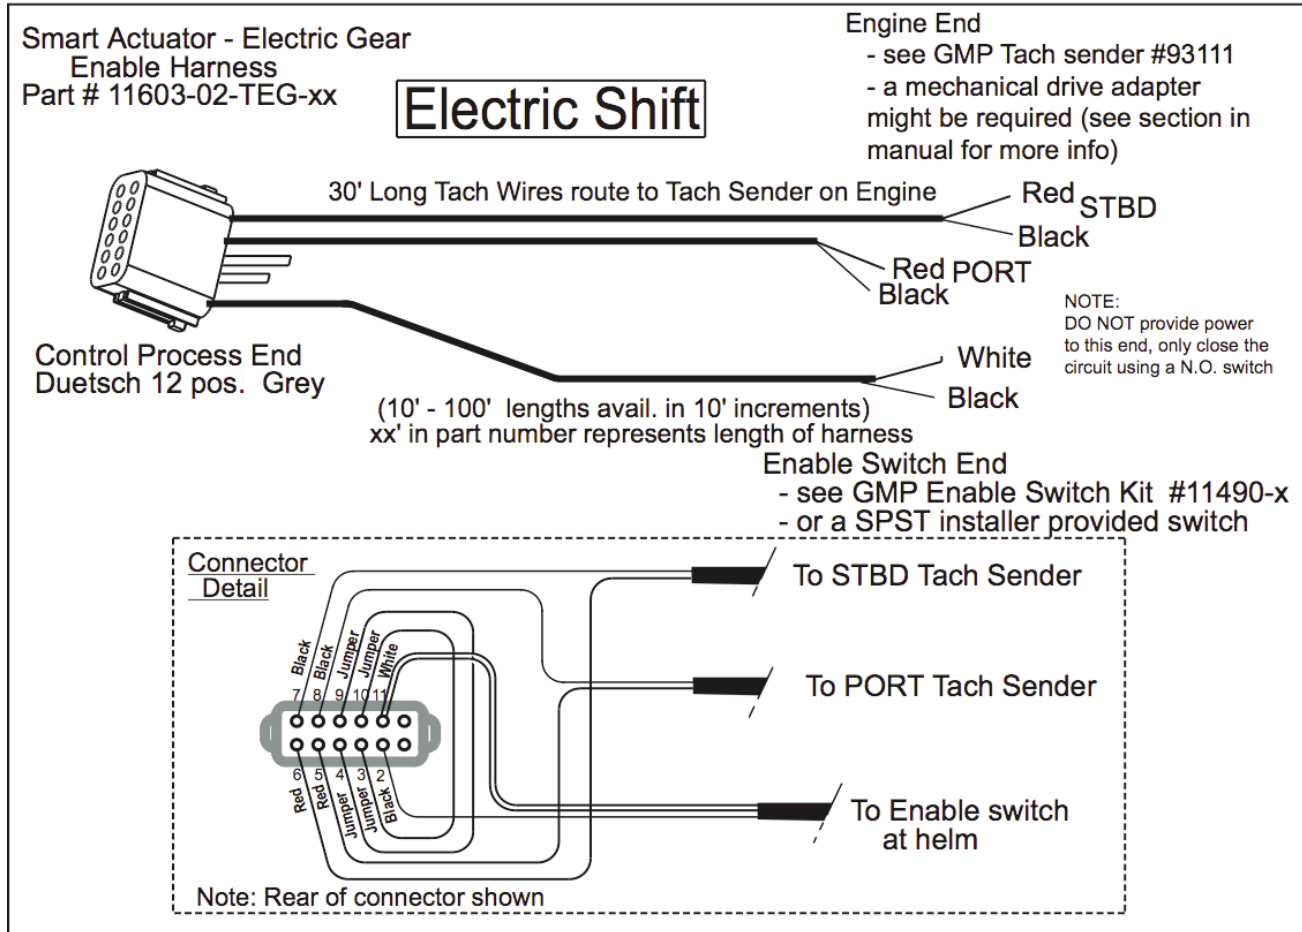 Smart Actuator - Electric Gear
Enable Harness
Part # 11603-02-TEG-xx
Electric Shift
Engine End
- see GMP Tach sender #93111
- a mechanical drive adapter
might be required (see section in
manual for more info)
30' Long Tach Wires route to Tach Sender on Engine
Red
STBD
Black
Red PORT
Black
NOTE:
DO NOT provide power
to this end, only close the
circuit using a N.O. switch
Control Process End
Duetsch 12 pos. Grey
White
Black
(10' - 100' lengths avail. in 10' increments)
xx' in part number represents length of harness
Enable Switch End
- see GMP Enable Switch Kit #11490-x
- or a SPST installer provided switch
Connector
Detail
To STBD Tach Sender
To PORT Tach Sender
To Enable switch
at helm
Black
Black
Jumper
Jumper
White
7 8 9 10 11
6 5 4 3 2
Red
Red
Jumper
Jumper
Black
Note: Rear of connector shown